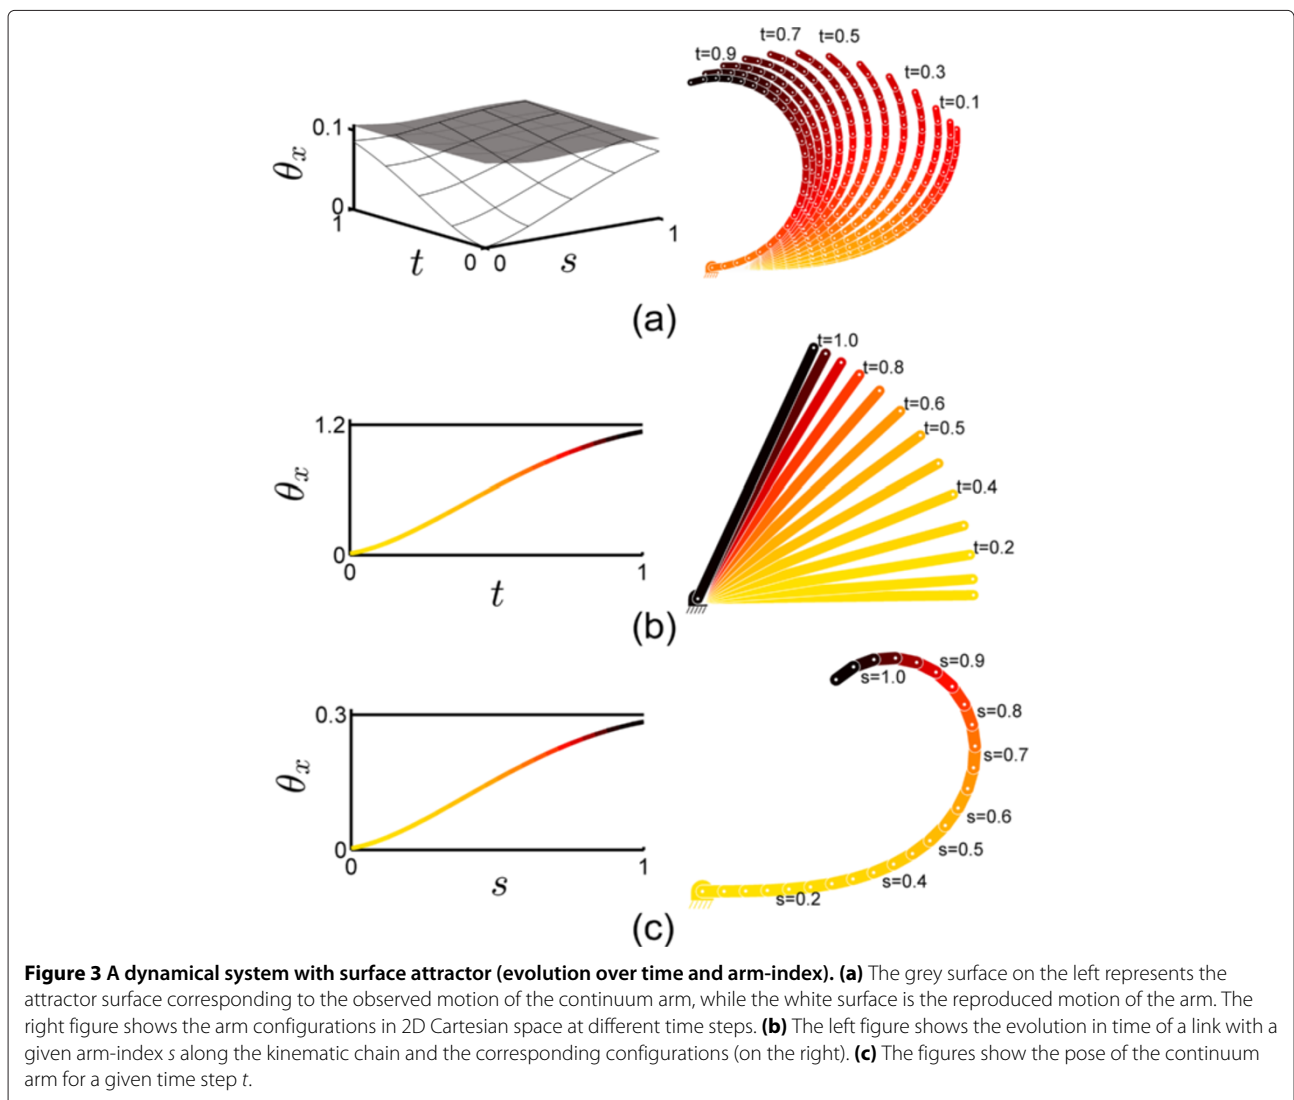 t=0.7
t=0.5
t=0.9
t=0.3
t=0.1
0.1
θx
0
1
t
0
0
s
1
(a)
t=1.0
t=0.8
t=0.6
t=0.5
t=0.4
t=0.2
1.2
θx
0
0
t
1
(b)
s=0.9
s=1.0
s=0.8
s=0.7
s=0.6
s=0.5
s=0.4
s=0.2
0.3
θx
0
0
s
1
(c)
Figure 3 A dynamical system with surface attractor (evolution over time and arm-index). (a) The grey surface on the left represents the
attractor surface corresponding to the observed motion of the continuum arm, while the white surface is the reproduced motion of the arm. The
right figure shows the arm configurations in 2D Cartesian space at different time steps. (b) The left figure shows the evolution in time of a link with a
given arm-index s along the kinematic chain and the corresponding configurations (on the right). (c) The figures show the pose of the continuum
arm for a given time step t.